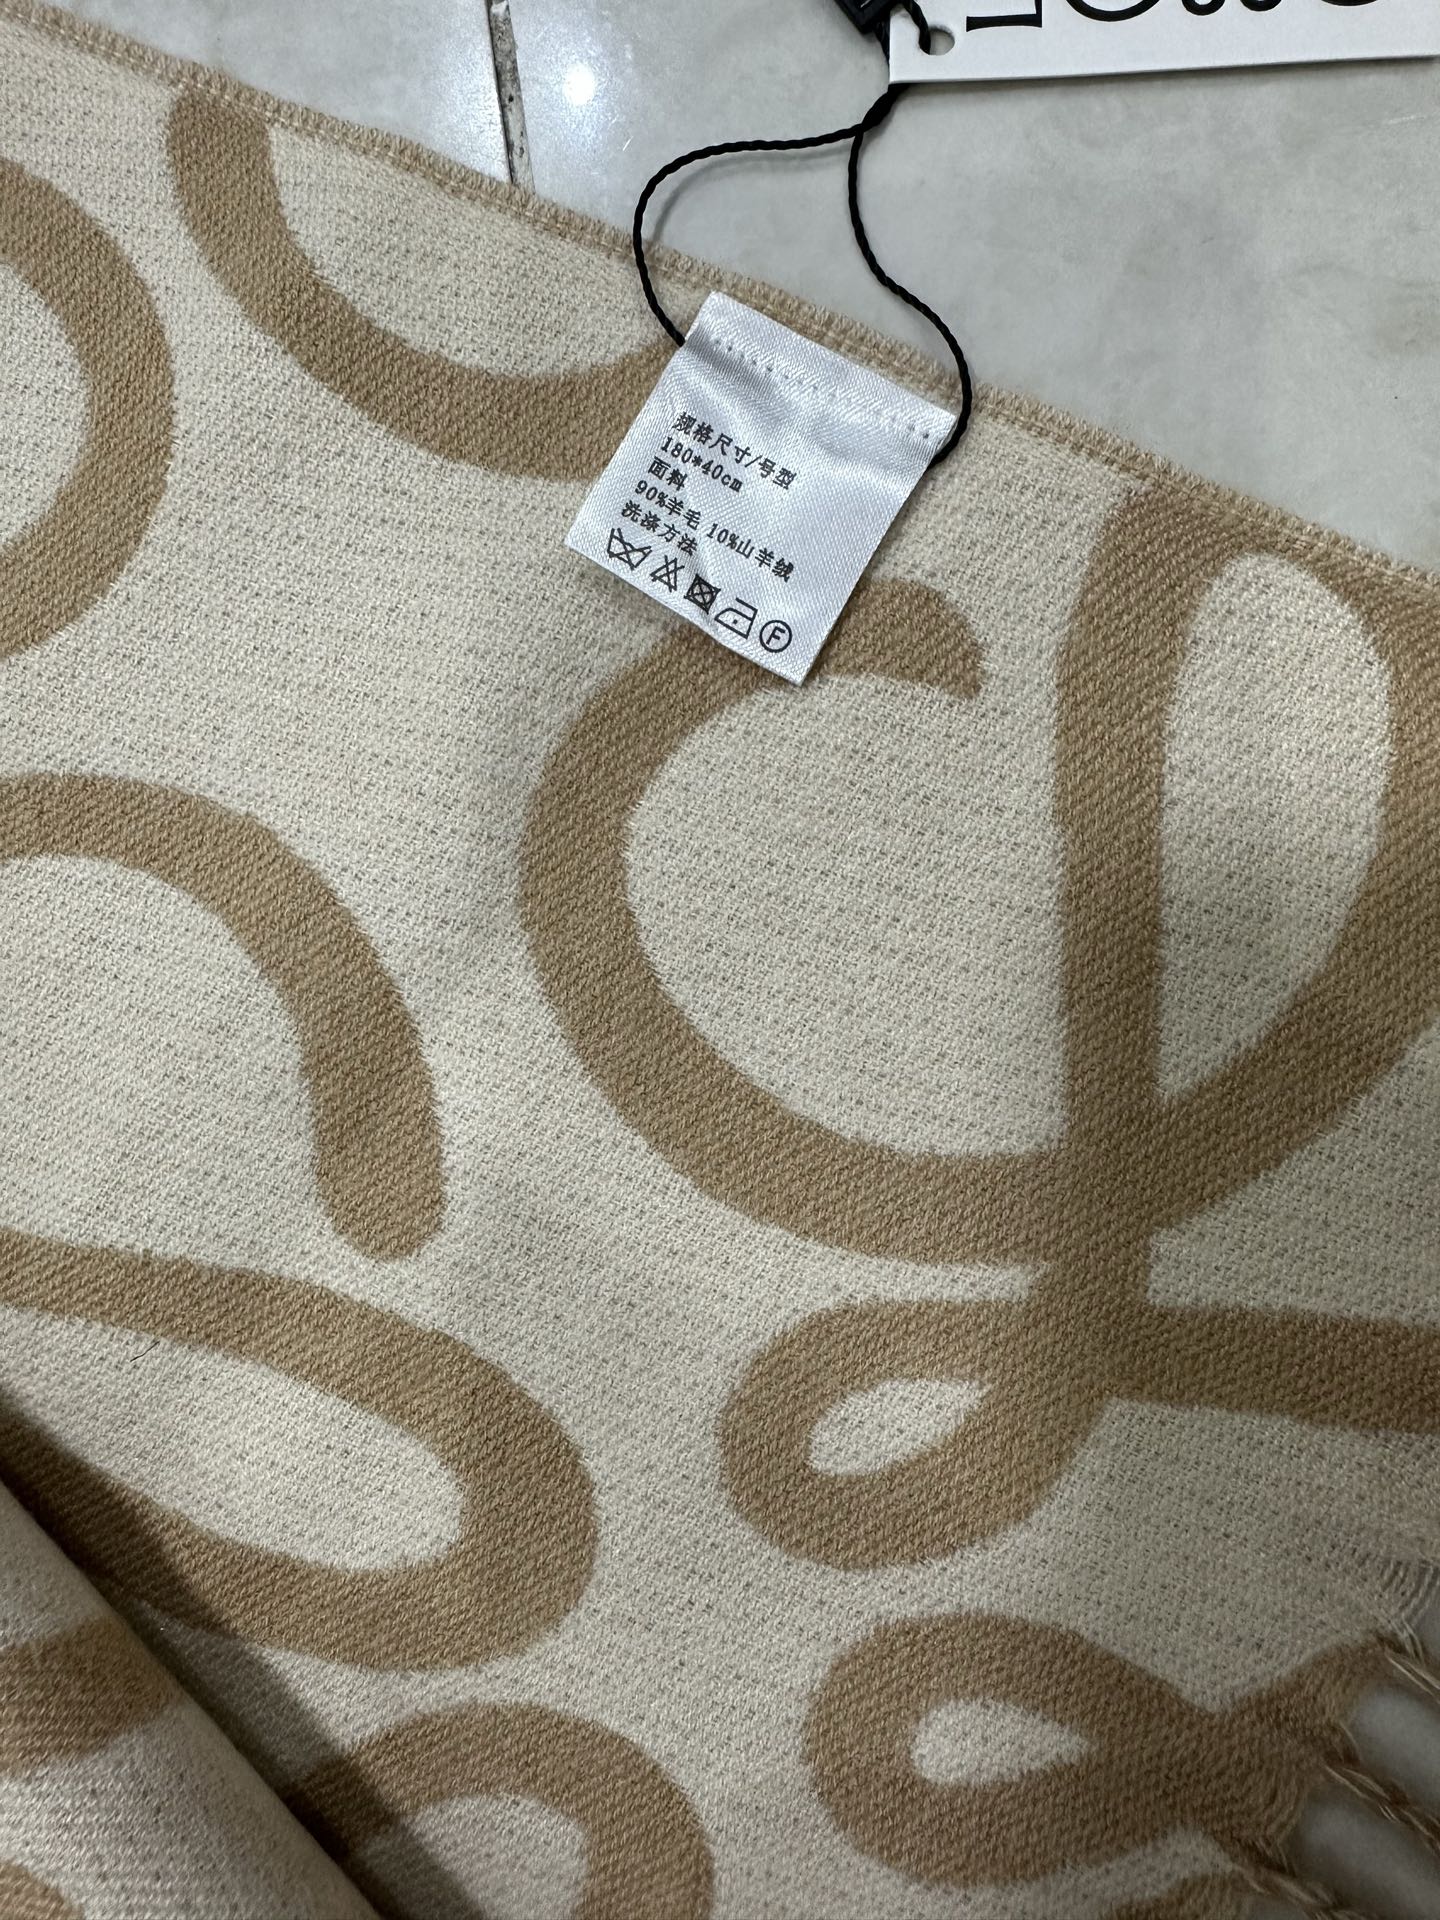 规格尺寸/号型
180*40cm
面料
90%羊毛 10%山羊绒
洗涤方法
F